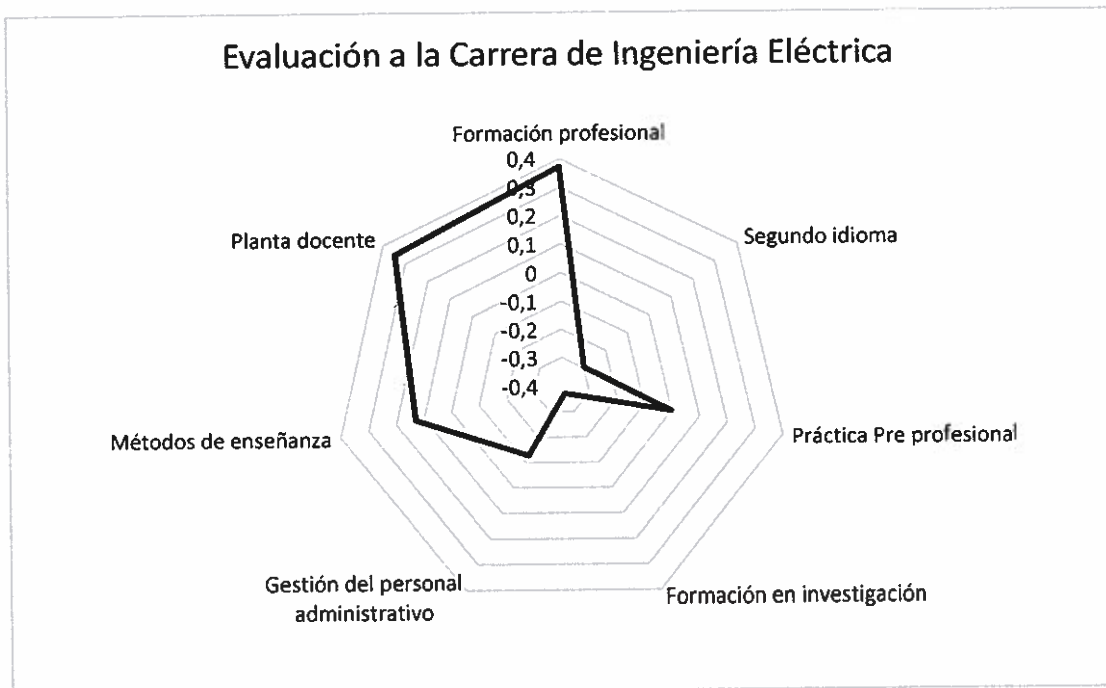 Evaluación a la Carrera de Ingeniería Eléctrica
Formación profesional
0,4
0,3
0,2
0,1
0
-0,1
-0,2
-0,3
-0,4
Segundo idioma
Práctica Pre profesional
Formación en investigación
Gestión del personal
administrativo
Métodos de enseñanza
Planta docente